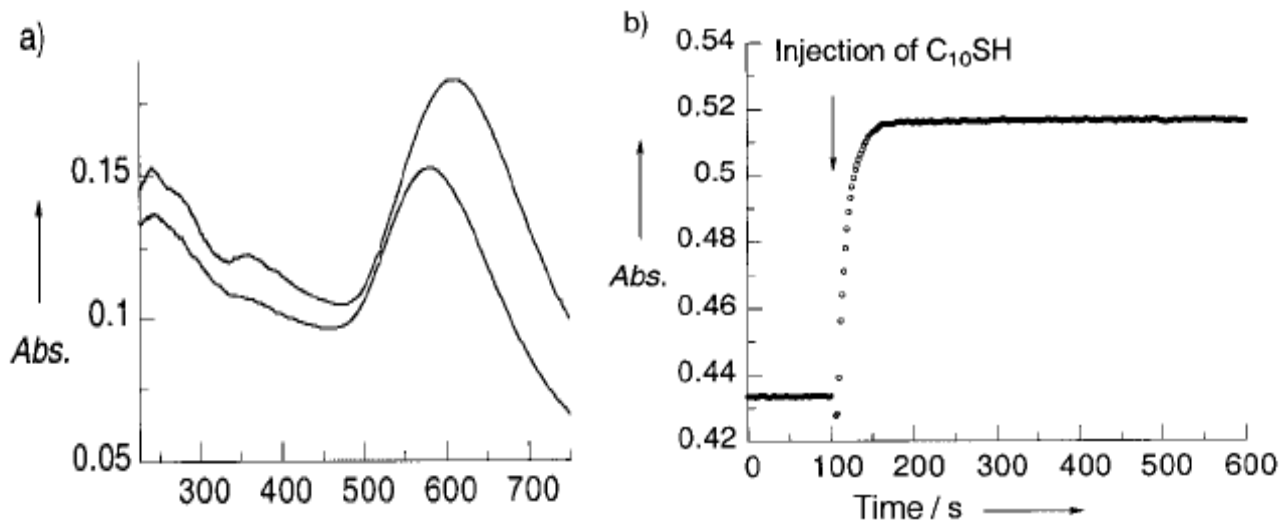 a)
0.15
0.1
Abs.
0.05
300 400 500 600 700
b)
0.54
Injection of C₁₀SH
0.52
0.5
0.48
Abs.
0.46
0.44
0.42
0 100 200 300 400 500 600
Time / s